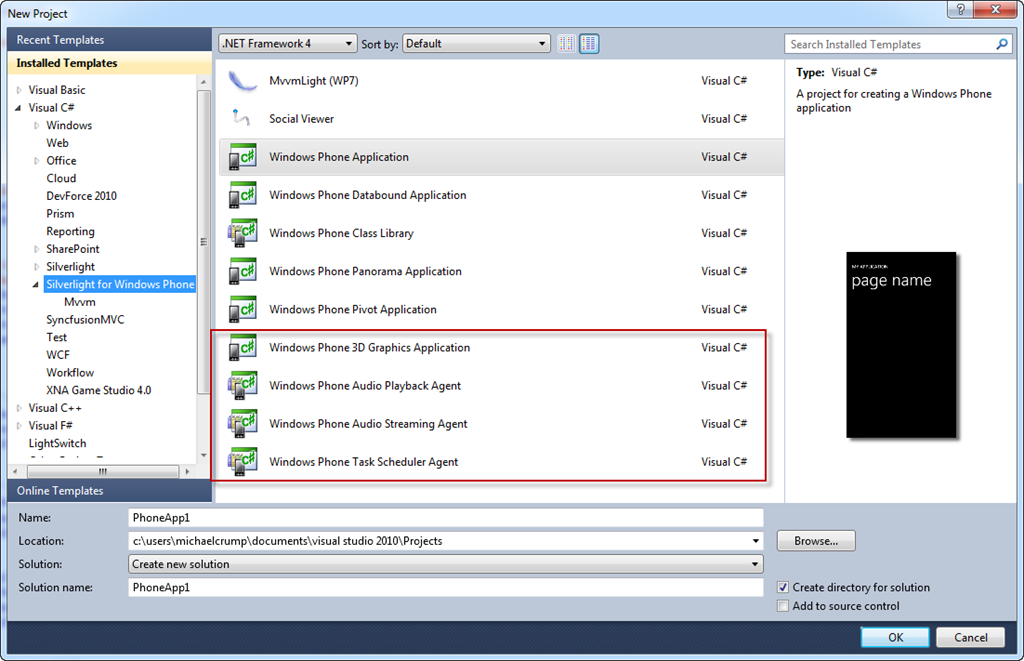 New Project
Recent Templates
Installed Templates
Visual Basic
Visual C#
Windows
Web
Office
Cloud
DevForce 2010
Prism
Reporting
SharePoint
Silverlight
Silverlight for Windows Phone
Mvvm
SyncfusionMVC
Test
WCF
Workflow
XNA Game Studio 4.0
Visual C++
Visual F#
LightSwitch
Online Templates
.NET Framework 4 Sort by: Default
MvvmLight (WP7) Visual C#
Social Viewer Visual C#
Windows Phone Application Visual C#
Windows Phone Databound Application Visual C#
Windows Phone Class Library Visual C#
Windows Phone Panorama Application Visual C#
Windows Phone Pivot Application Visual C#
Windows Phone 3D Graphics Application Visual C#
Windows Phone Audio Playback Agent Visual C#
Windows Phone Audio Streaming Agent Visual C#
Windows Phone Task Scheduler Agent Visual C#
Search Installed Templates
Type: Visual C#
A project for creating a Windows Phone
application
MY APPLICATION
page name
Name: PhoneApp1
Location: c:\users\michaelcrump\documents\visual studio 2010\Projects Browse...
Solution: Create new solution
Solution name: PhoneApp1
Create directory for solution
Add to source control
OK Cancel